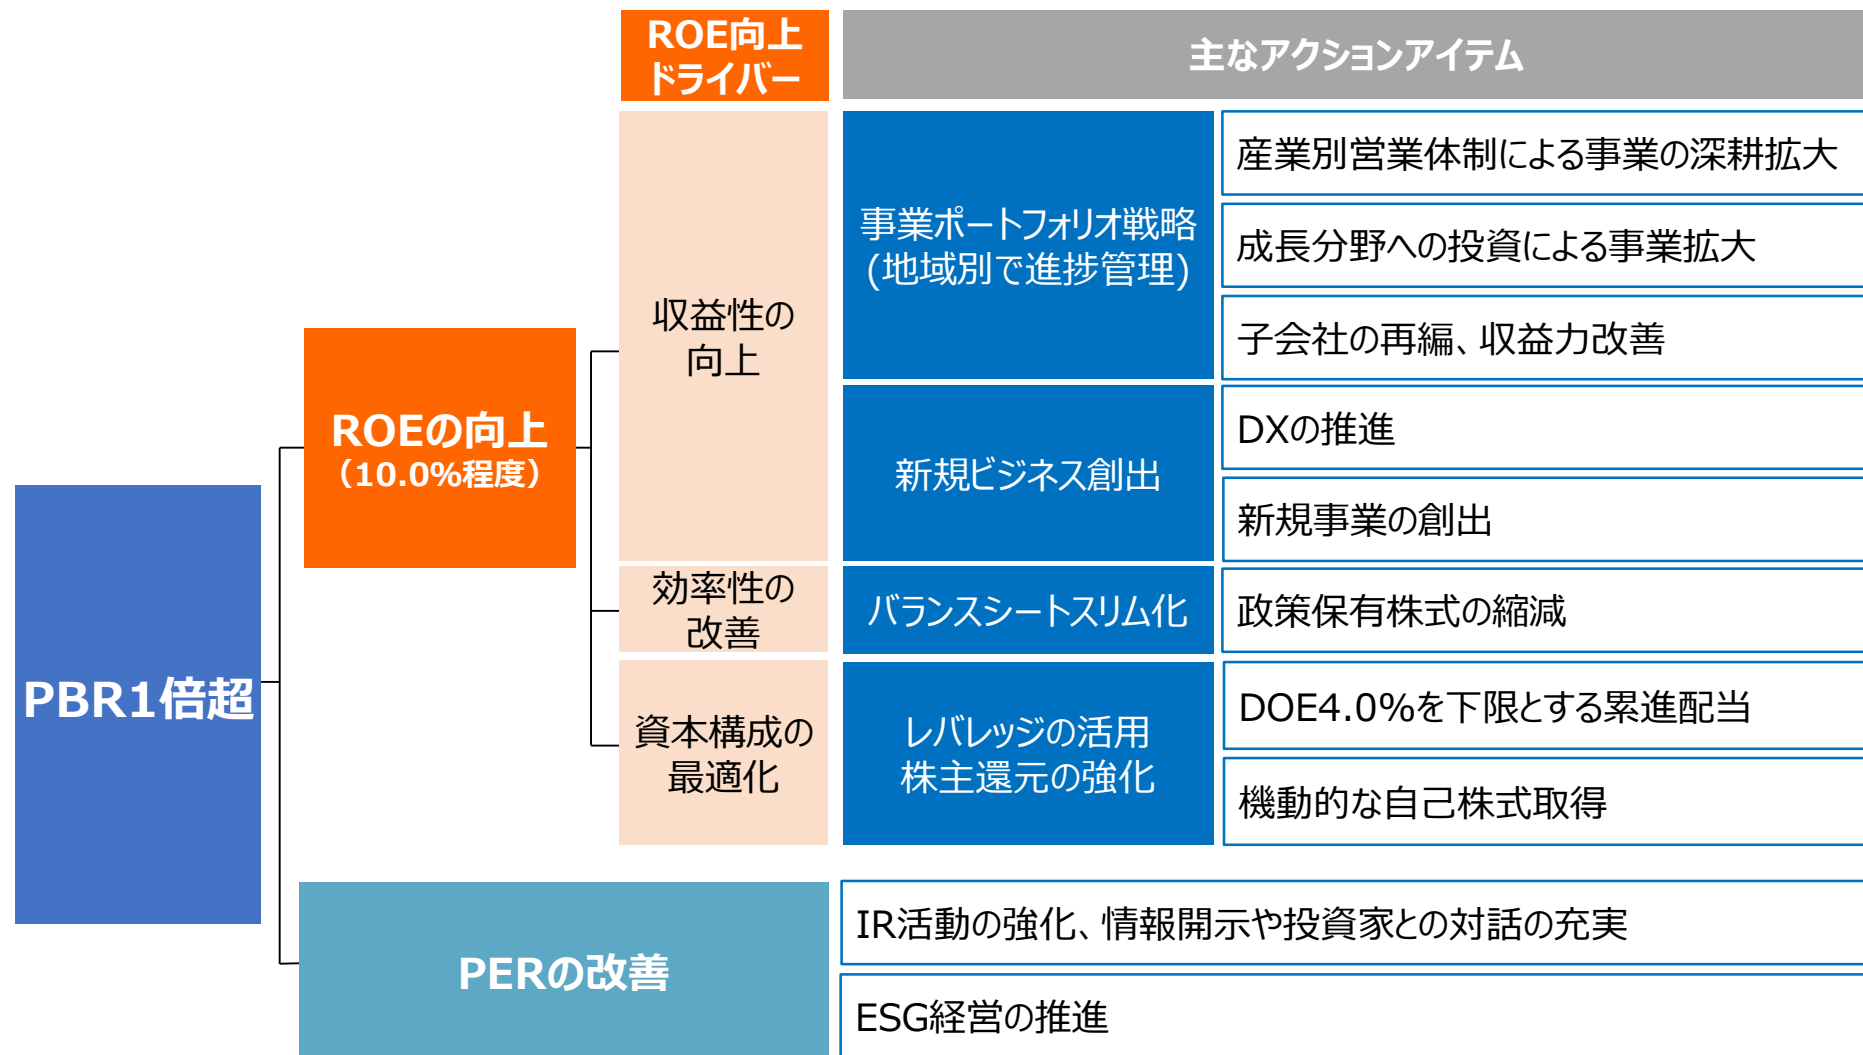 ROE向上
ドライバー
主なアクションアイテム
PBR1倍超
ROEの向上
（10.0%程度）
収益性の
向上
事業ポートフォリオ戦略
(地域別で進捗管理)
産業別営業体制による事業の深耕拡大
成長分野への投資による事業拡大
子会社の再編、収益力改善
新規ビジネス創出
DXの推進
新規事業の創出
効率性の
改善
バランスシートスリム化
政策保有株式の縮減
資本構成の
最適化
レバレッジの活用
株主還元の強化
DOE4.0%を下限とする累進配当
機動的な自己株式取得
PERの改善
IR活動の強化、情報開示や投資家との対話の充実
ESG経営の推進